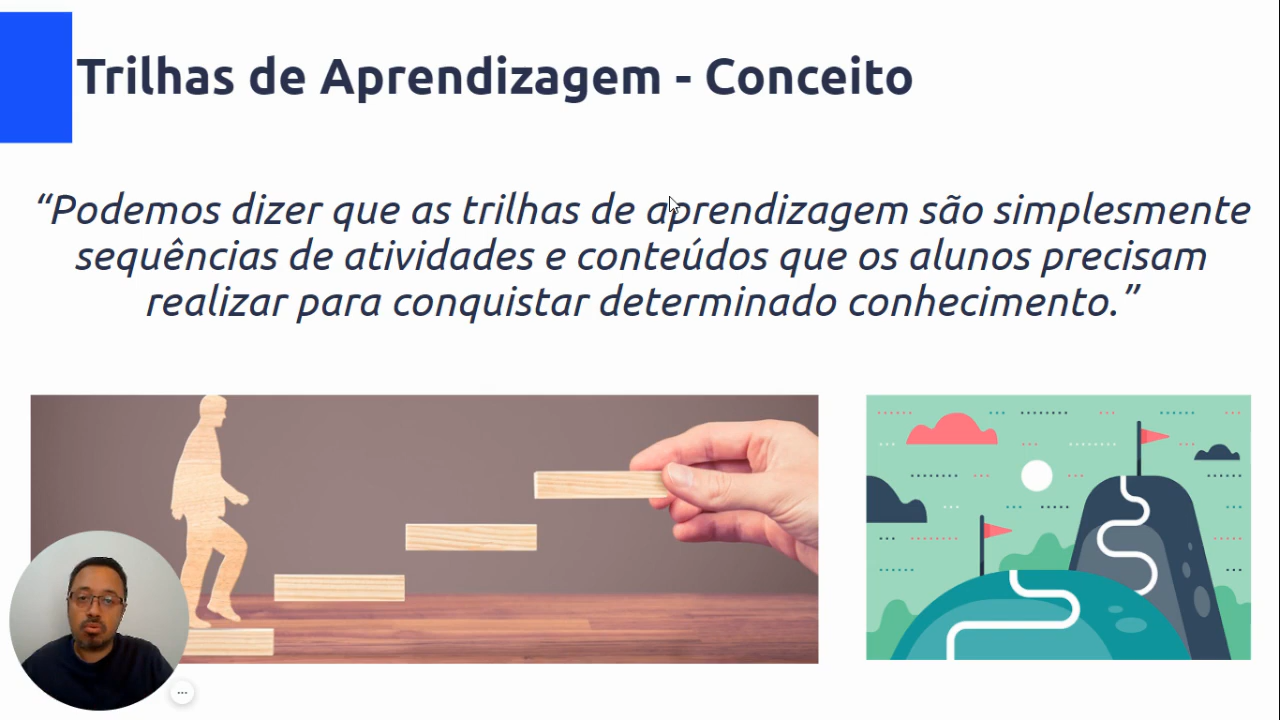 Trilhas de Aprendizagem - Conceito
“Podemos dizer que as trilhas de aprendizagem são simplesmente
sequências de atividades e conteúdos que os alunos precisam
realizar para conquistar determinado conhecimento.”